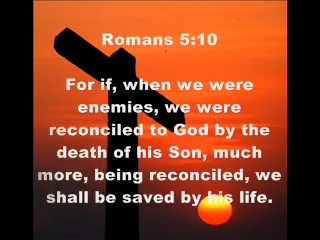 Romans 5:10
For if, when we were
enemies, we were
reconciled to God by the
death of his Son, much
more, being reconciled, we
shall be saved by his life.